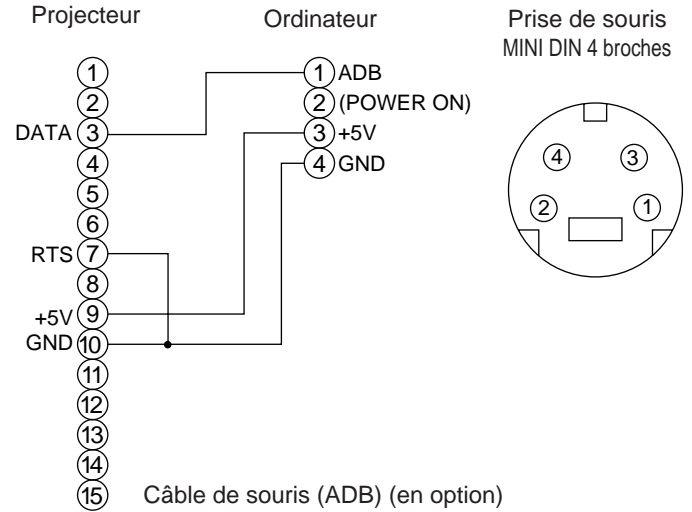 Projecteur
Ordinateur
Prise de souris
MINI DIN 4 broches
1
2
DATA 3
4
5
6
RTS 7
8
+5V 9
GND 10
11
12
13
14
15
1 ADB
2 (POWER ON)
3 +5V
4 GND
4 3
2 1
Câble de souris (ADB) (en option)